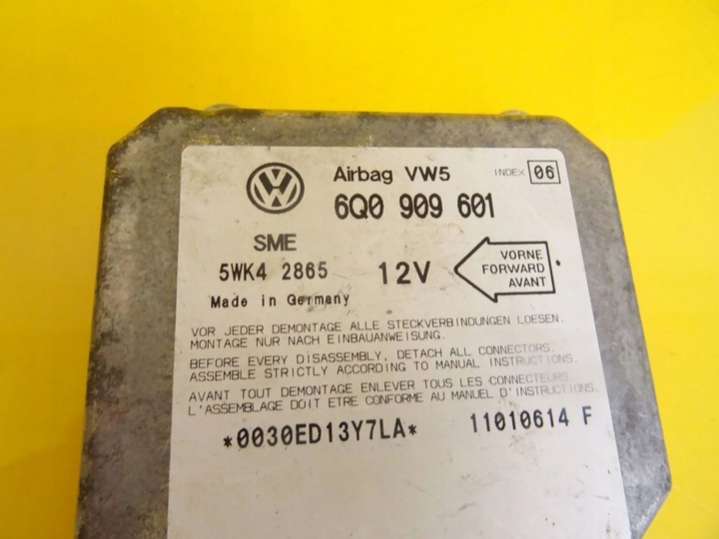 Airbag VW5 INDEX 06
6Q0 909 601
SME
5WK4 2865 12V
VORNE
FORWARD
AVANT
Made in Germany
VOR JEDER DEMONTAGE ALLE STECKVERBINDUNGEN LOESEN.
MONTAGE NUR NACH EINBAUANWEISUNG.
BEFORE EVERY DISASSEMBLY, DETACH ALL CONNECTORS.
ASSEMBLE STRICTLY ACCORDING TO MANUAL INSTRUCTIONS.
AVANT TOUT DEMONTAGE ENLEVER TOUS LES CONNECTEURS.
L'ASSEMBLAGE DOIT ETRE CONFORME AU MANUEL D'INSTRUCTIONS.
*0030ED13Y7LA* 11010614 F